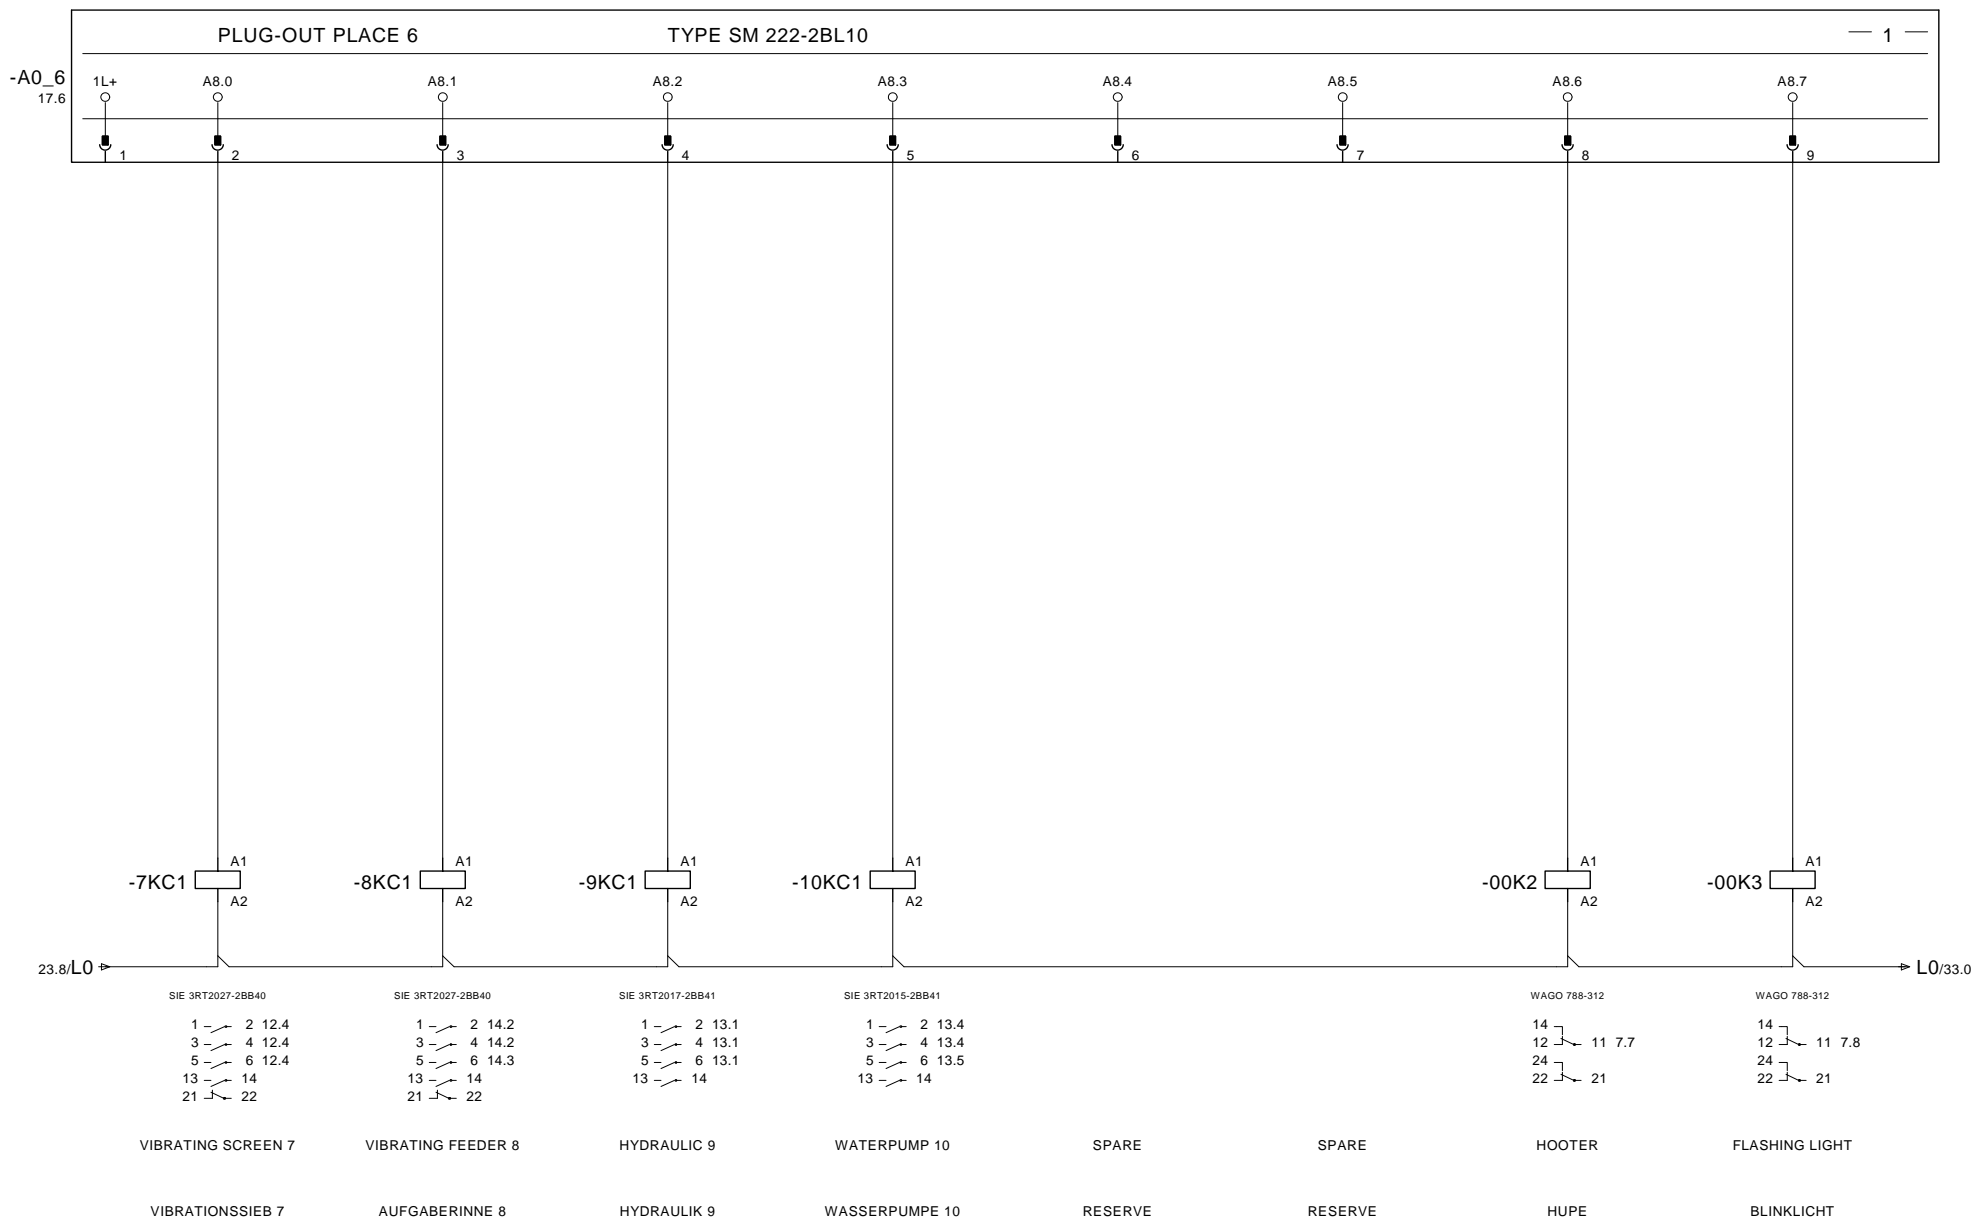 PLUG-OUT PLACE 6 TYPE SM 222-2BL10 1
-A0_6 1L+ A8.0 A8.1 A8.2 A8.3 A8.4 A8.5 A8.6 A8.7
17.6
1 2 3 4 5 6 7 8 9
A1 A1 A1 A1 A1 A1
-7KC1 -8KC1 -9KC1 -10KC1 -00K2 -00K3
A2 A2 A2 A2 A2 A2
23.8/L0 L0/33.0
SIE 3RT2027-2BB40 SIE 3RT2027-2BB40 SIE 3RT2017-2BB41 SIE 3RT2015-2BB41 WAGO 788-312 WAGO 788-312
1 2 12.4 1 2 14.2 1 2 13.1 1 2 13.4 14 14
3 4 12.4 3 4 14.2 3 4 13.1 3 4 13.4 12 11 7.7 12 11 7.8
5 6 12.4 5 6 14.3 5 6 13.1 5 6 13.5 24 24
13 14 13 14 13 14 13 14 22 21 22 21
21 22 21 22
VIBRATING SCREEN 7 VIBRATING FEEDER 8 HYDRAULIC 9 WATERPUMP 10 SPARE SPARE HOOTER FLASHING LIGHT
VIBRATIONSSIEB 7 AUFGABERINNE 8 HYDRAULIK 9 WASSERPUMPE 10 RESERVE RESERVE HUPE BLINKLICHT